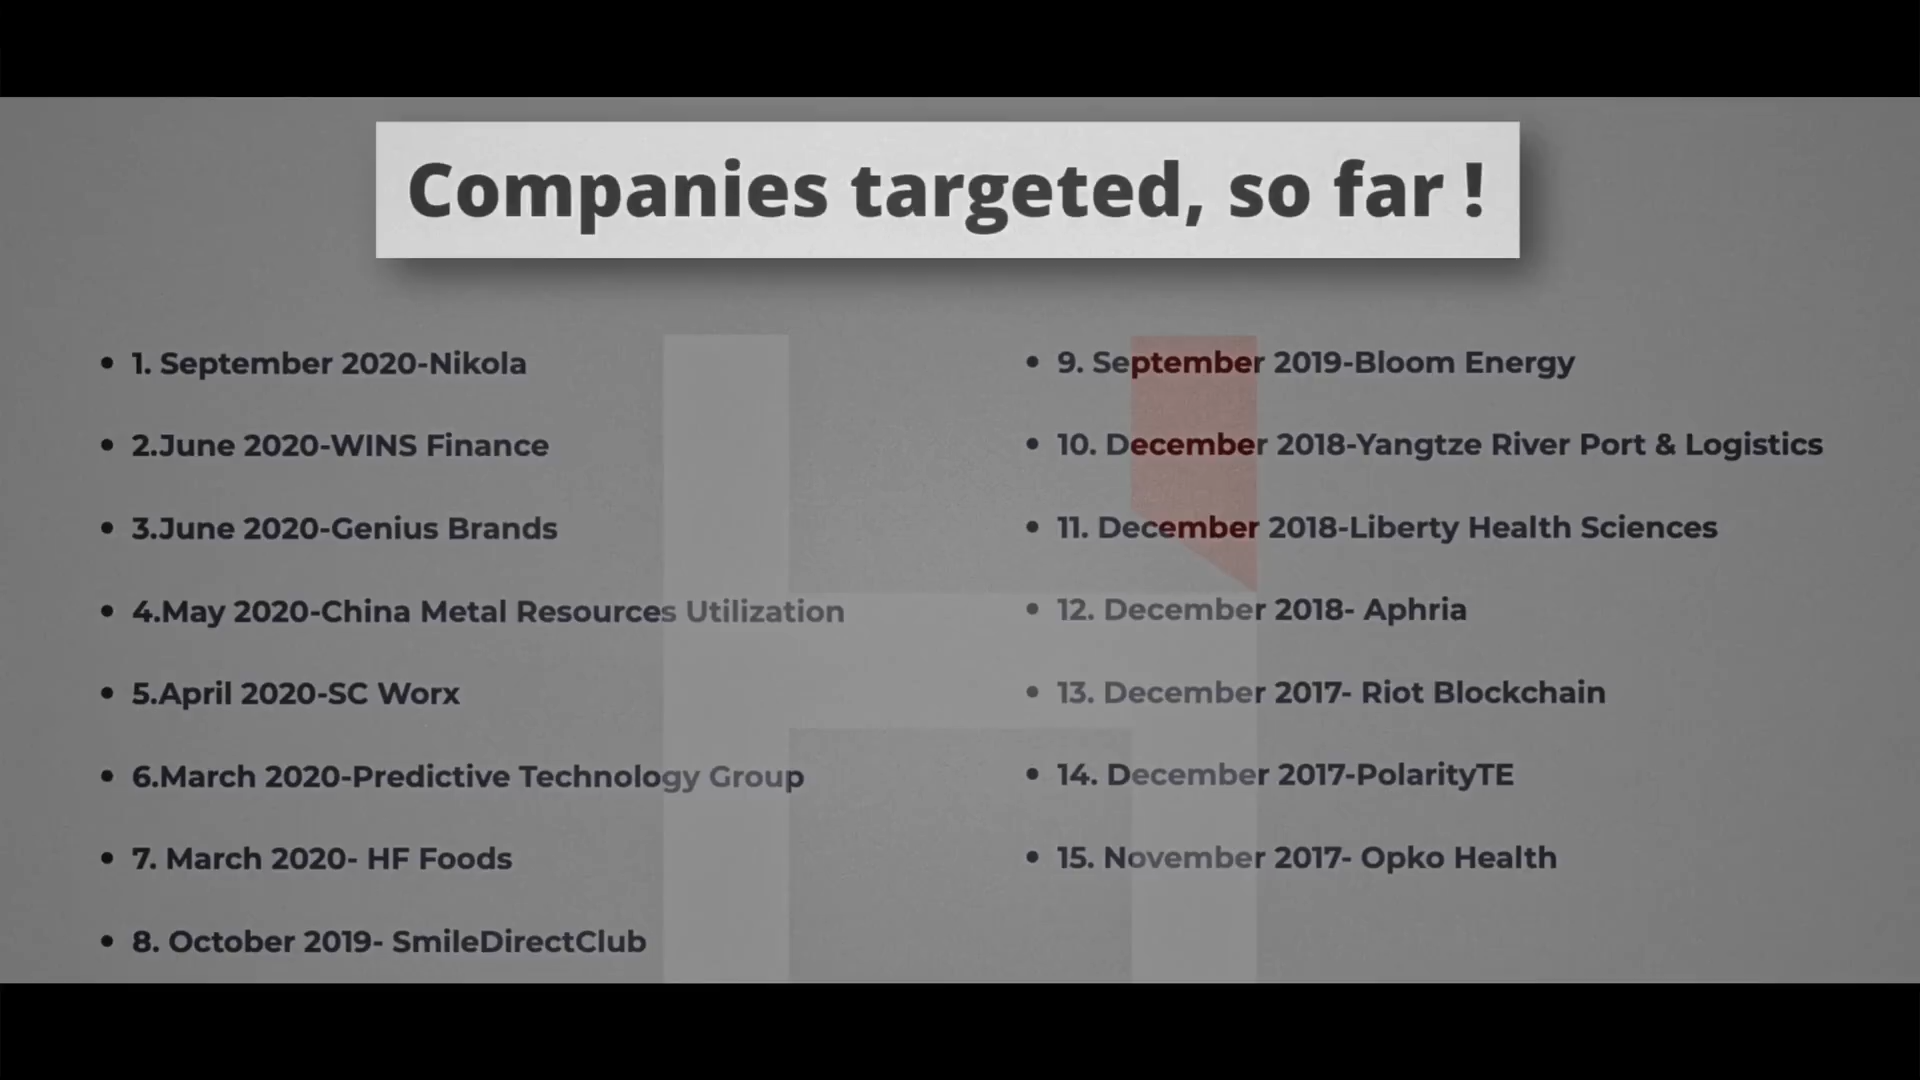 Companies targeted, so far !
• 1. September 2020-Nikola
• 2.June 2020-WINS Finance
• 3.June 2020-Genius Brands
• 4.May 2020-China Metal Resources Utilization
• 5.April 2020-SC Worx
• 6.March 2020-Predictive Technology Group
• 7. March 2020- HF Foods
• 8. October 2019- SmileDirectClub
• 9. September 2019-Bloom Energy
• 10. December 2018-Yangtze River Port & Logistics
• 11. December 2018-Liberty Health Sciences
• 12. December 2018- Aphria
• 13. December 2017- Riot Blockchain
• 14. December 2017-PolarityTE
• 15. November 2017- Opko Health